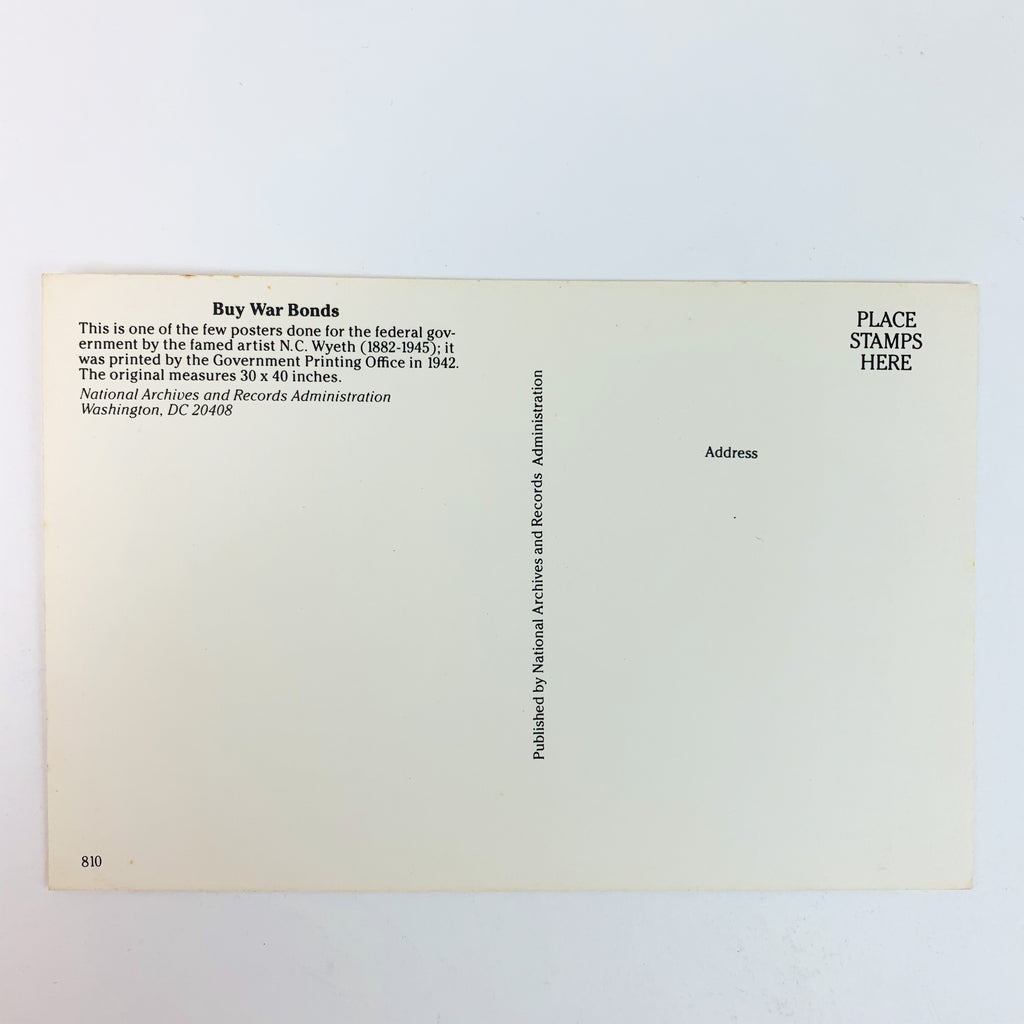 Buy War Bonds
This is one of the few posters done for the federal gov-
ernment by the famed artist N.C. Wyeth (1882-1945); it
was printed by the Government Printing Office in 1942.
The original measures 30 x 40 inches.
National Archives and Records Administration
Washington, DC 20408
810
Published by National Archives and Records Administration
PLACE
STAMPS
HERE
Address